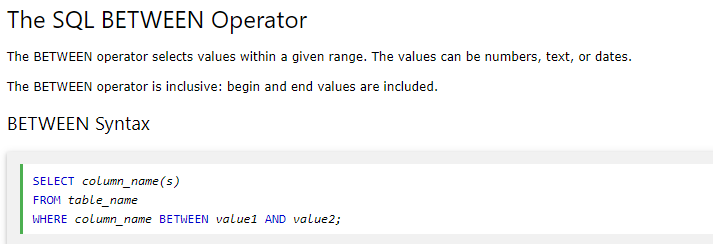 The SQL BETWEEN Operator
The BETWEEN operator selects values within a given range. The values can be numbers, text, or dates.
The BETWEEN operator is inclusive: begin and end values are included.
BETWEEN Syntax
SELECT column_name(s)
FROM table_name
WHERE column_name BETWEEN value1 AND value2;